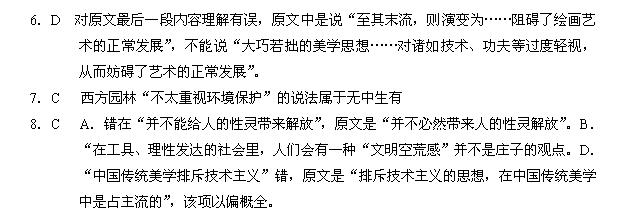 6．D　对原文最后一段内容理解有误，原文中是说“至其末流，则演变为……阻碍了绘画艺
术的正常发展”，不能说“大巧若拙的美学思想……对诸如技术、功夫等过度轻视，
从而妨碍了艺术的正常发展”。
7．C　西方园林“不太重视环境保护”的说法属于无中生有
8．C　A．错在“并不能给人的性灵带来解放”，原文是“并不必然带来人的性灵解放”。B．
“在工具、理性发达的社会里，人们会有一种“文明空荒感”并不是庄子的观点。D．
“中国传统美学排斥技术主义”错，原文是“排斥技术主义的思想，在中国传统美学
中是占主流的”，该项以偏概全。